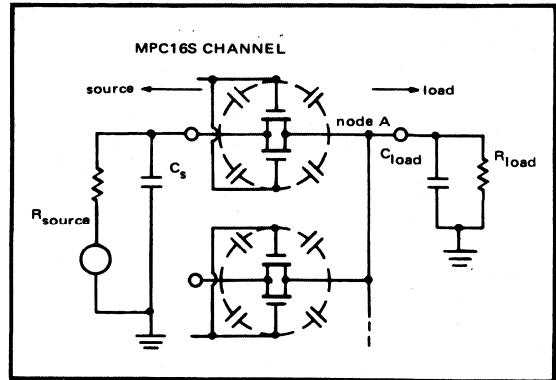 MPC16S CHANNEL
source
load
node A
Cs
Cload
Rload
Rsource